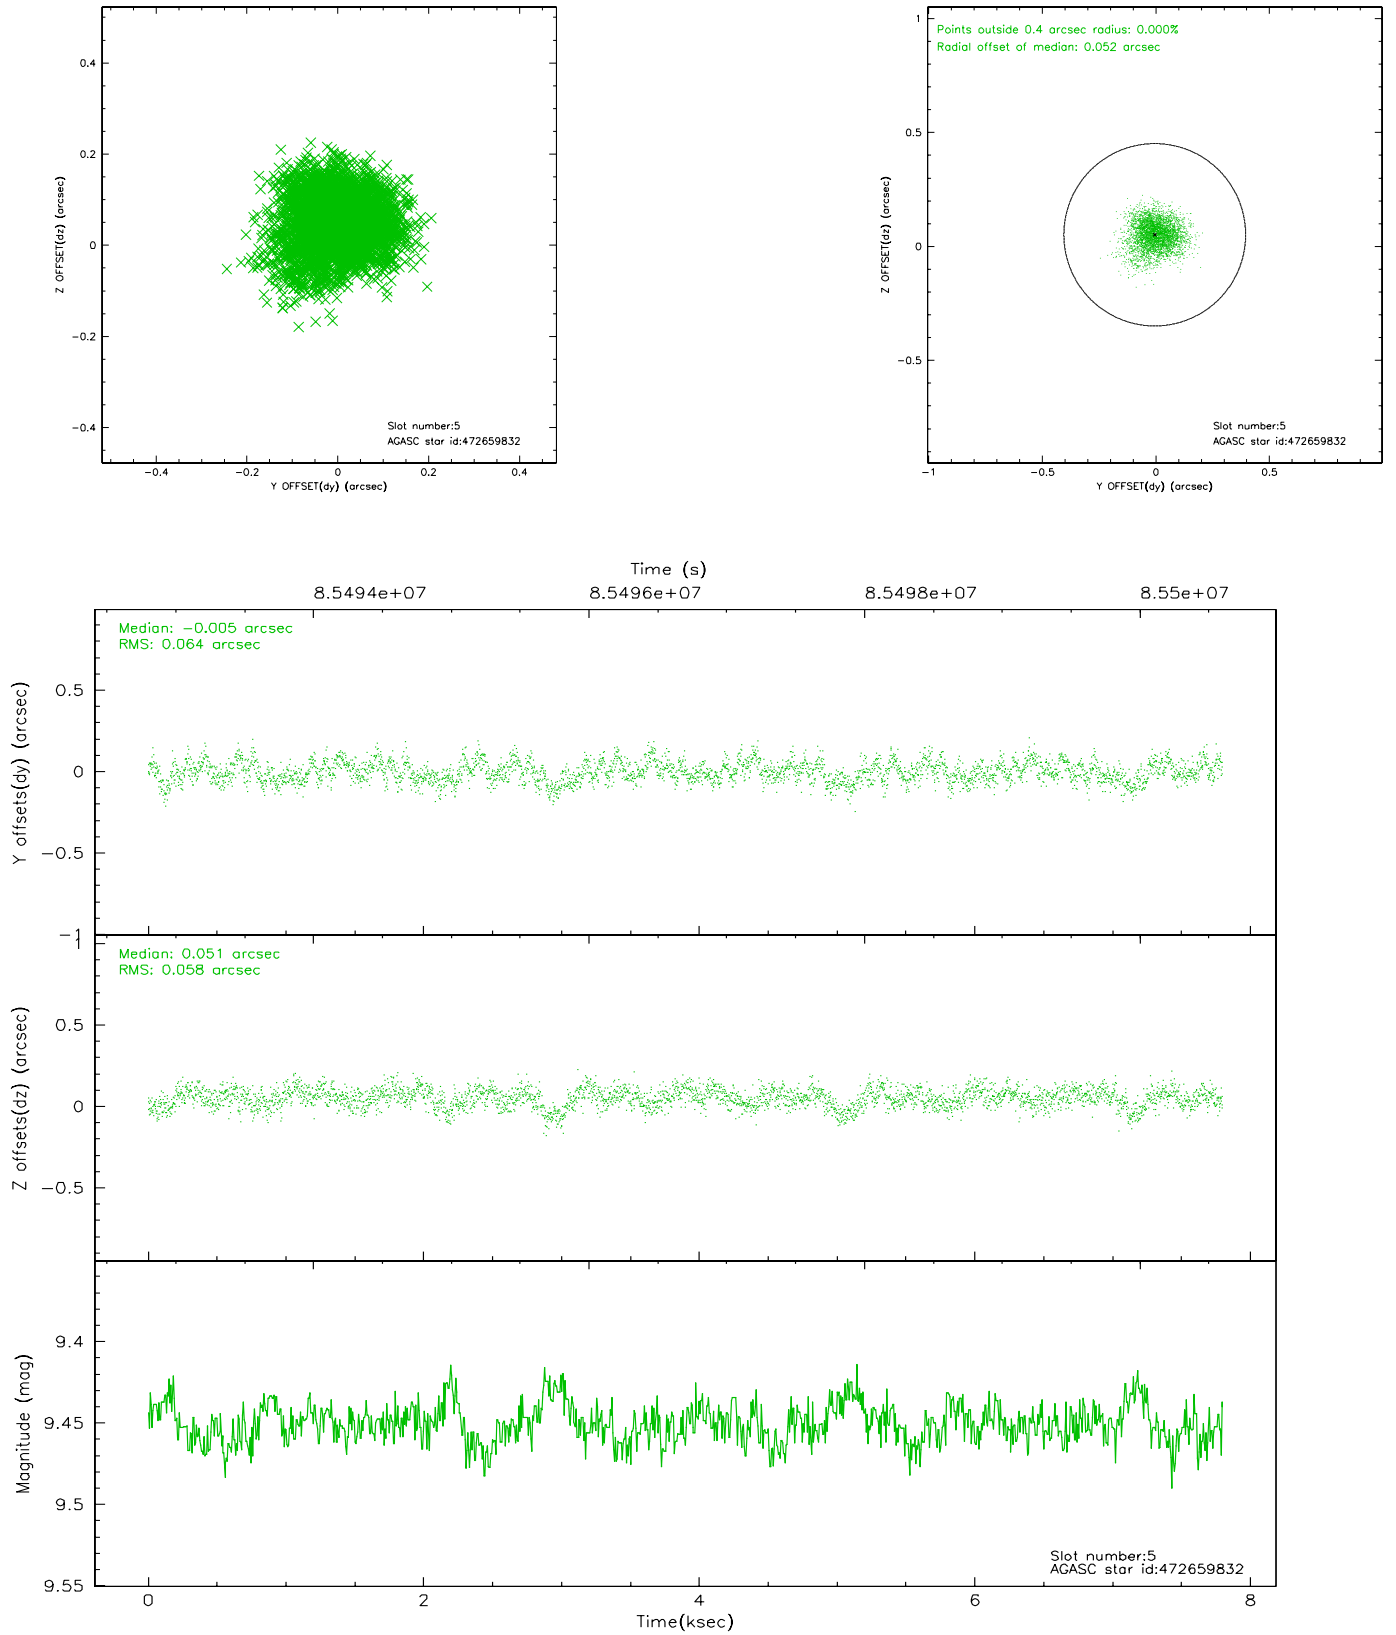 0.4
0.2
0
−0.2
−0.4
Z OFFSET(dz) (arcsec)
Slot number:5
AGASC star id:472659832
−0.4 −0.2 0 0.2 0.4
Y OFFSET(dy) (arcsec)
Points outside 0.4 arcsec radius: 0.000%
Radial offset of median: 0.052 arcsec
1
0.5
0
−0.5
Z OFFSET(dz) (arcsec)
Slot number:5
AGASC star id:472659832
−1 −0.5 0 0.5
Y OFFSET(dy) (arcsec)
Time (s)
8.5494e+07 8.5496e+07 8.5498e+07 8.55e+07
Median: −0.005 arcsec
RMS: 0.064 arcsec
0.5
0
−0.5
−1
Y offsets(dy) (arcsec)
Median: 0.051 arcsec
RMS: 0.058 arcsec
1
0.5
0
−0.5
Z offsets(dz) (arcsec)
9.4
9.45
9.5
9.55
Magnitude (mag)
Slot number:5
AGASC star id:472659832
0 2 4 6 8
Time(ksec)